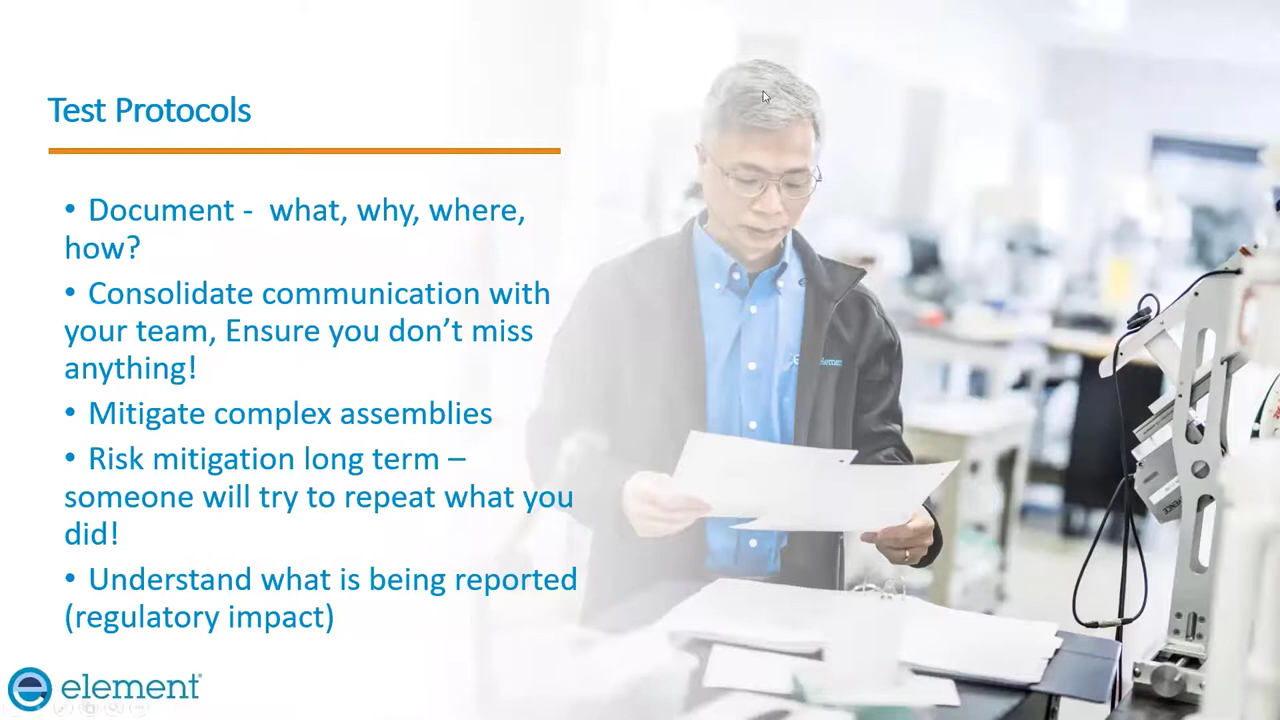 Test Protocols
• Document - what, why, where,
how?
• Consolidate communication with
your team, Ensure you don't miss
anything!
• Mitigate complex assemblies
• Risk mitigation long term –
someone will try to repeat what you
did!
• Understand what is being reported
(regulatory impact)
element